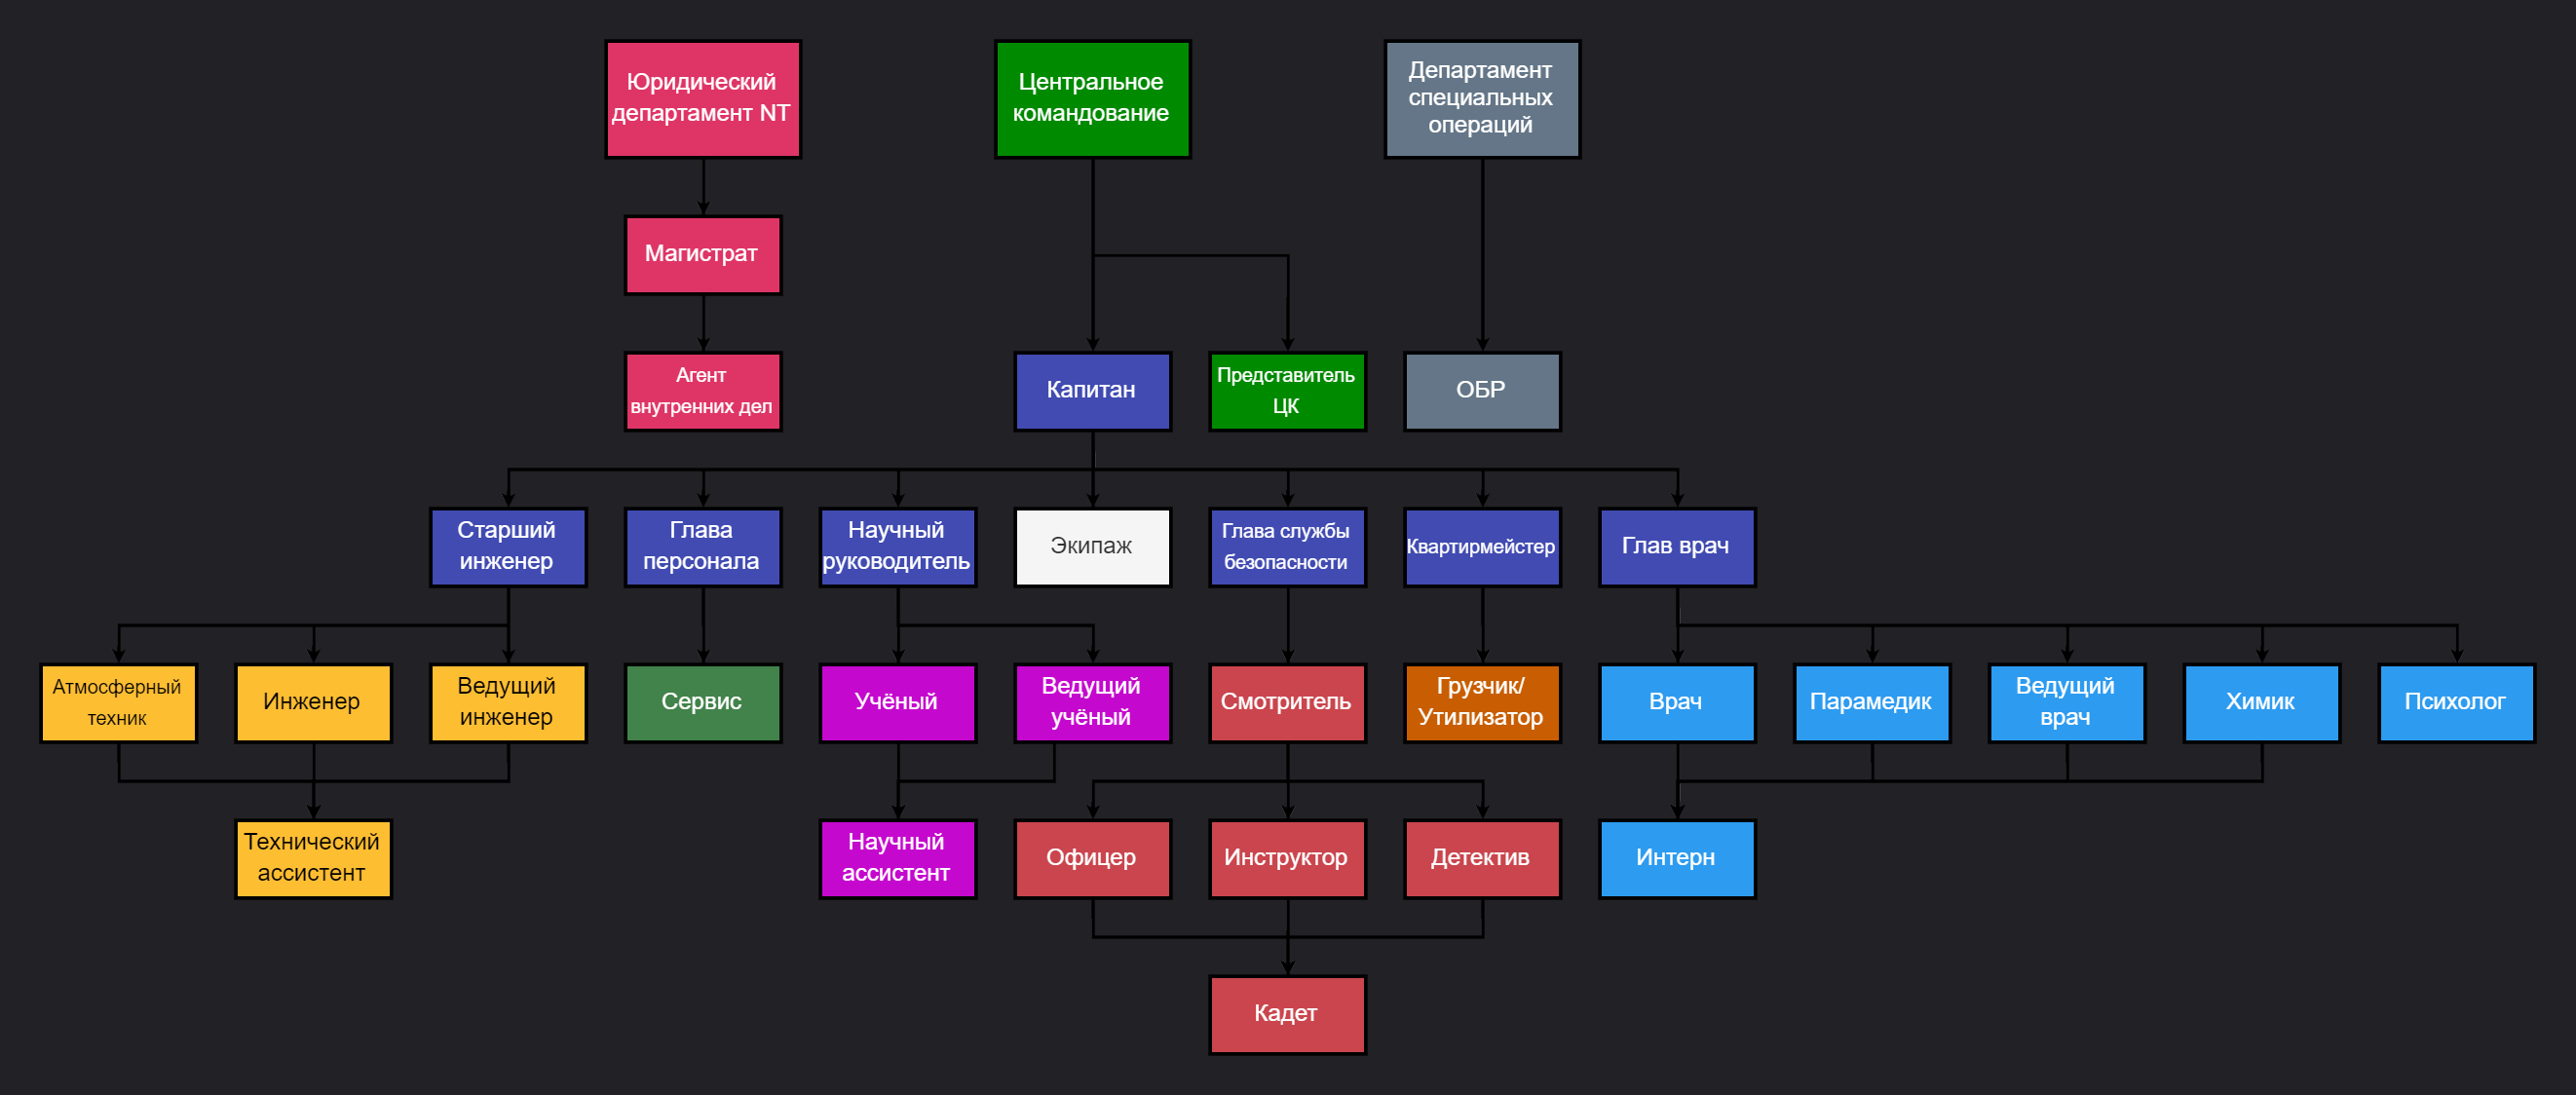 Юридический
департамент NT
Центральное
командование
Департамент
специальных
операций
Магистрат
Агент
внутренних дел
Капитан
Представитель
ЦК
ОБР
Старший
инженер
Глава
персонала
Научный
руководитель
Экипаж
Глава службы
безопасности
Квартирмейстер
Глав врач
Атмосферный
техник
Инженер
Ведущий
инженер
Сервис
Учёный
Ведущий
учёный
Смотритель
Грузчик/
Утилизатор
Врач
Парамедик
Ведущий
врач
Химик
Психолог
Технический
ассистент
Научный
ассистент
Офицер
Инструктор
Детектив
Интерн
Кадет